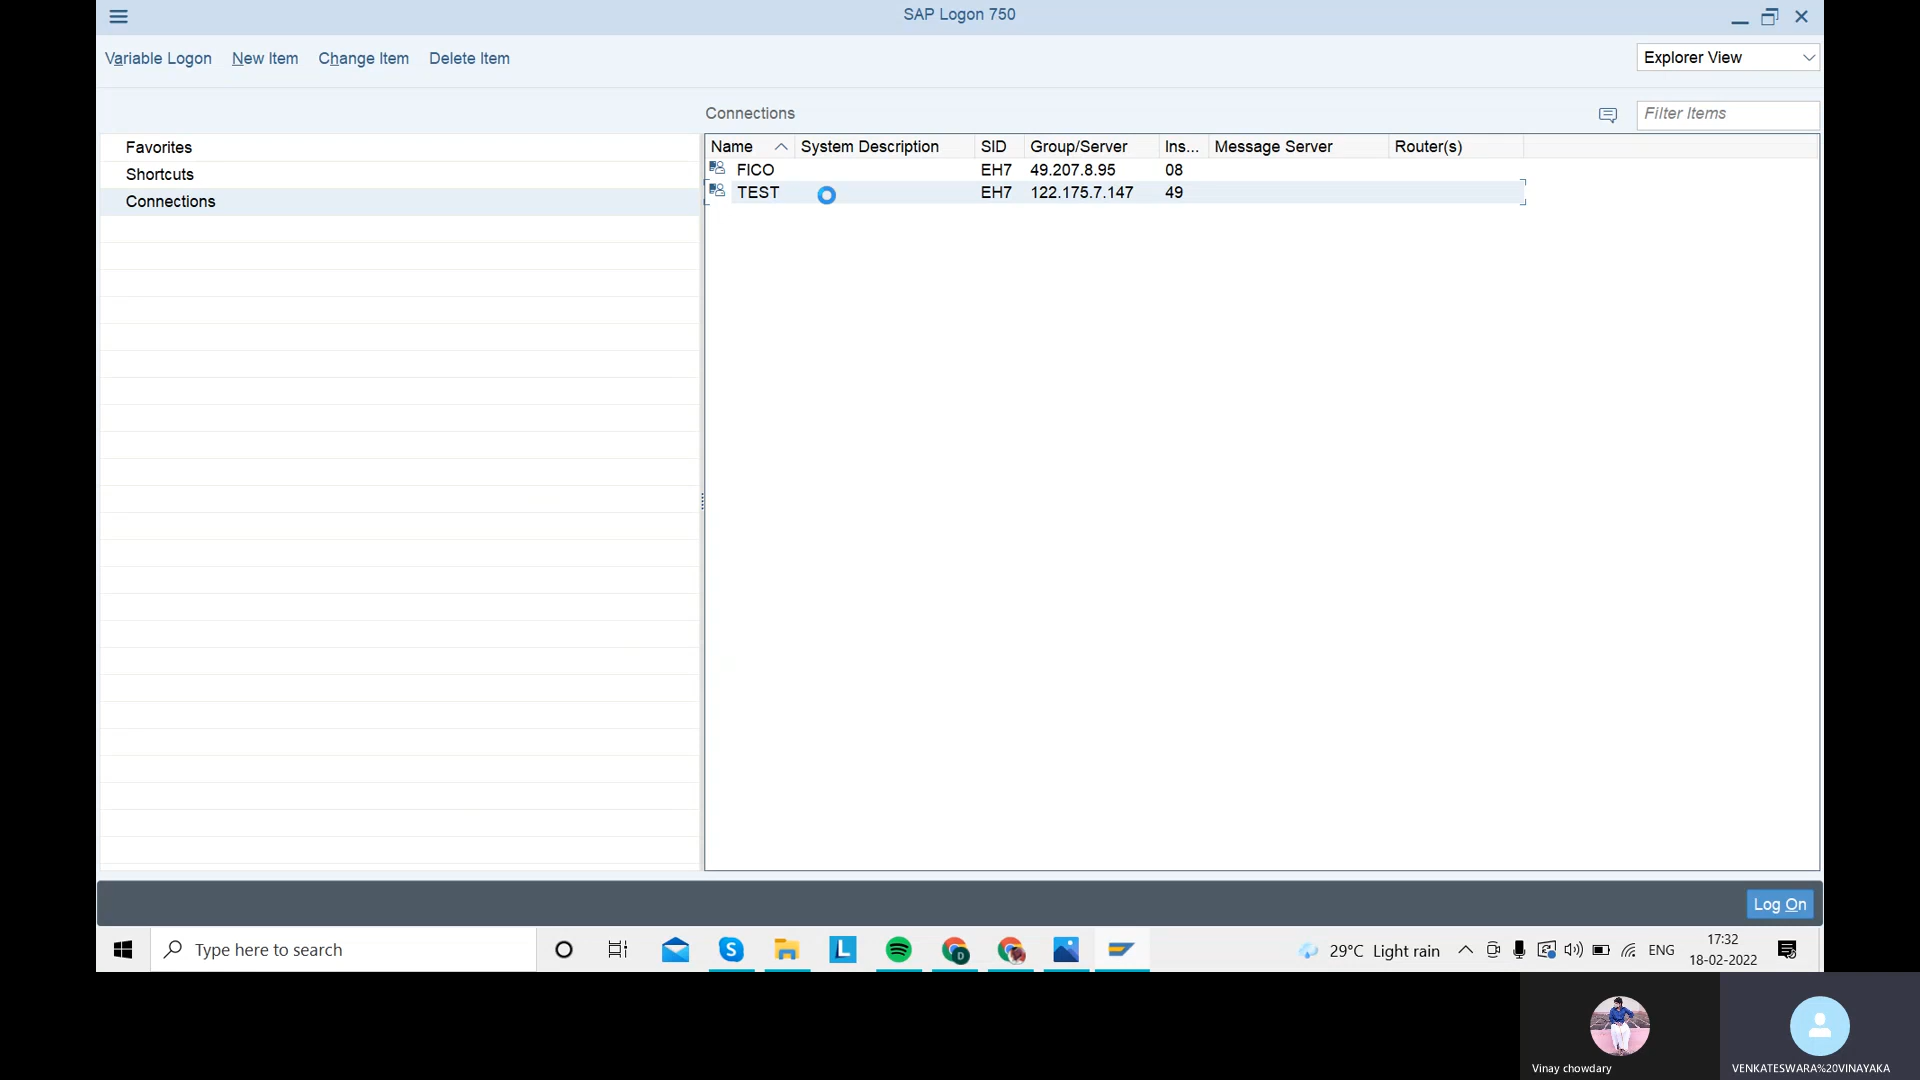 SAP Logon 750
Variable Logon New Item Change Item Delete Item
Explorer View
Connections
Filter Items
Favorites
Shortcuts
Connections
Name System Description SID Group/Server Ins... Message Server Router(s)
FICO EH7 49.207.8.95 08
TEST EH7 122.175.7.147 49
Log On
Type here to search
S
L
D
29°C Light rain
ENG
17:32
18-02-2022
Vinay chowdary
VENKATESWARA%20VINAYAKA